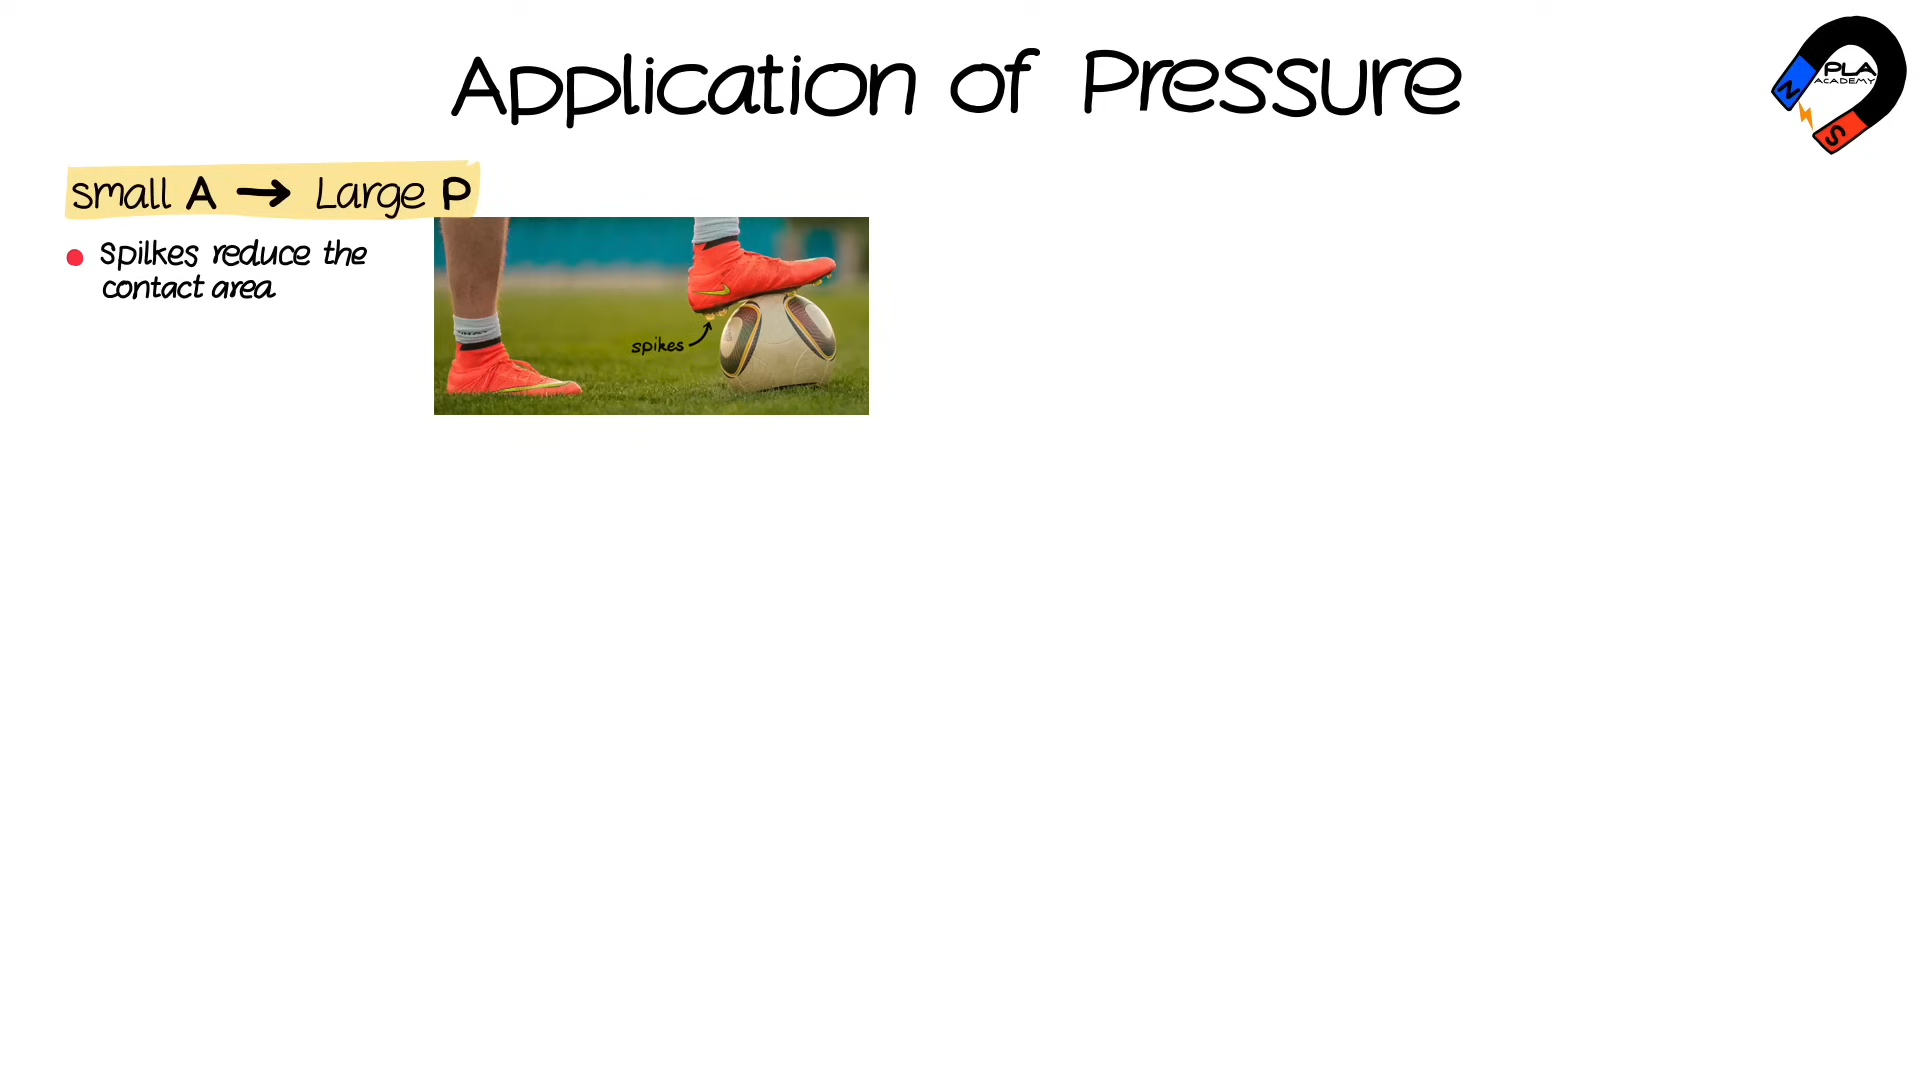 Application of Pressure
PLA
ACADEMY
N
S
small A → Large P
• Spilkes reduce the
contact area
spikes